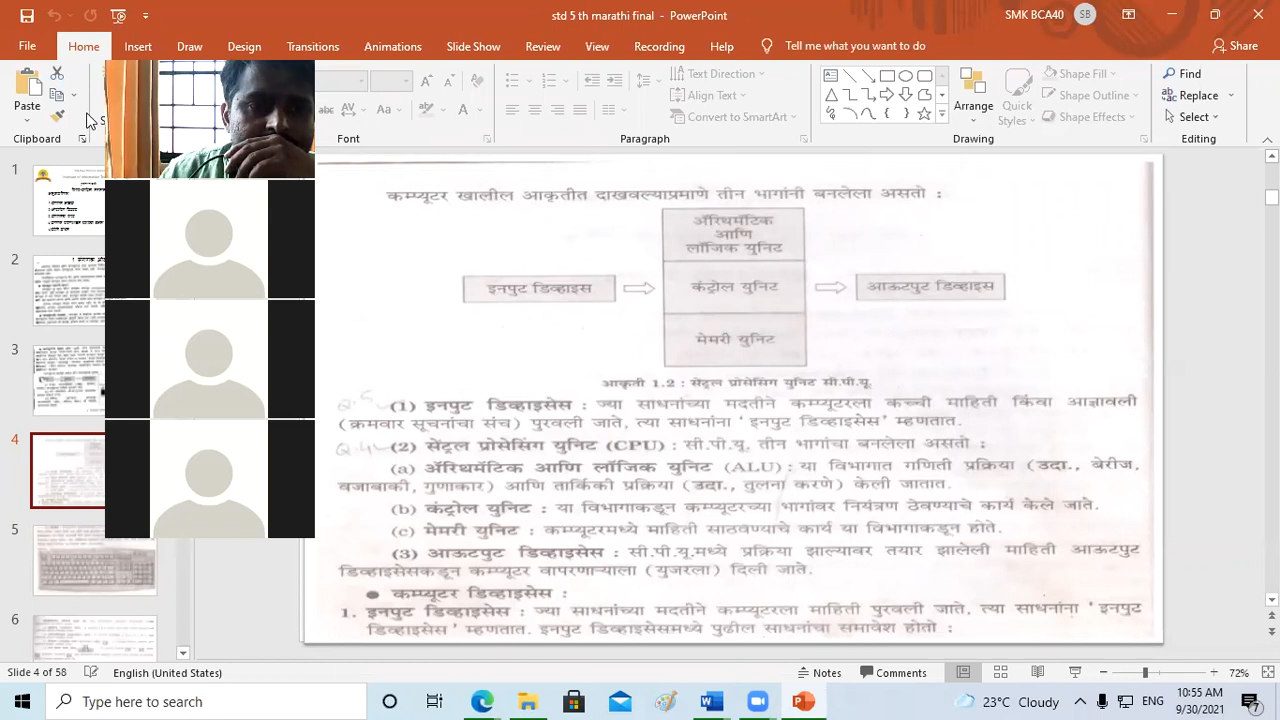 std 5 th marathi final - PowerPoint
SMK BCA40
SB
File Home Insert Draw Design Transitions Animations Slide Show Review View Recording Help Tell me what you want to do Share
Paste
Clipboard
Font
Text Direction
Align Text
Convert to SmartArt
Paragraph
Arrange
Quick
Styles
Shape Fill
Shape Outline
Shape Effects
Drawing
Find
Replace
Select
Editing
1
2
3
4
5
6
कम्प्यूटर खालील आकृतीत दाखवल्याप्रमाणे तीन भागांनी बनलेला असतो :
ॲरिथमॅटिक
आणि
लॉजिक युनिट
इनपुट डिव्हाइस
कंट्रोल युनिट
आऊटपूट डिव्हाइस
मेमरी युनिट
आकृती 1.2 : सेंट्रल प्रोसेसिंग युनिट सी.पी.यू.
(1) इनपुट डिव्हाइसेस : ज्या साधनांच्या मदतीने कम्प्यूटरला कच्ची माहिती किंवा आज्ञावली
(क्रमवार सूचनांचा संच) पुरवली जाते, त्या साधनांना 'इनपुट डिव्हाइसेस' म्हणतात.
(2) सेंट्रल प्रोसेसिंग युनिट (CPU) : सी.पी.यू. तीन भागांचा बनलेला असतो :
(a) ॲरिथमॅटिक आणि लॉजिक युनिट (ALU) : या विभागात गणिती प्रक्रिया (उदा., बेरीज,
वजाबाकी, गुणाकार) आणि तार्किकी प्रक्रिया (उदा., तुलना करणे) केली जातात.
(b) कंट्रोल युनिट : या विभागाकडून कम्प्यूटरच्या भागांवर नियंत्रण ठेवण्याचे कार्य केले जाते.
(c) मेमरी युनिट : कम्प्यूटरमध्ये माहिती साठवण्याचे कार्य या विभागात होते.
(3) आऊटपुट डिव्हाइसेस : सी.पी.यू.मध्ये प्रक्रिया झाल्यावर तयार झालेली माहिती आऊटपुट
डिव्हाइसेसकडून कम्प्यूटर वापरणाऱ्याला (युजरला) दिली जाते.
● कम्प्यूटर डिव्हाइसेस :
1. इनपुट डिव्हाइसेस : ज्या साधनांच्या मदतीने कम्प्यूटरला माहिती पुरवली जाते, त्या साधनांना 'इनपुट
Slide 4 of 58
English (United States)
Notes
Comments
72%
Type here to search
23°C Cloudy
ENG
10:55 AM
9/30/2021
7